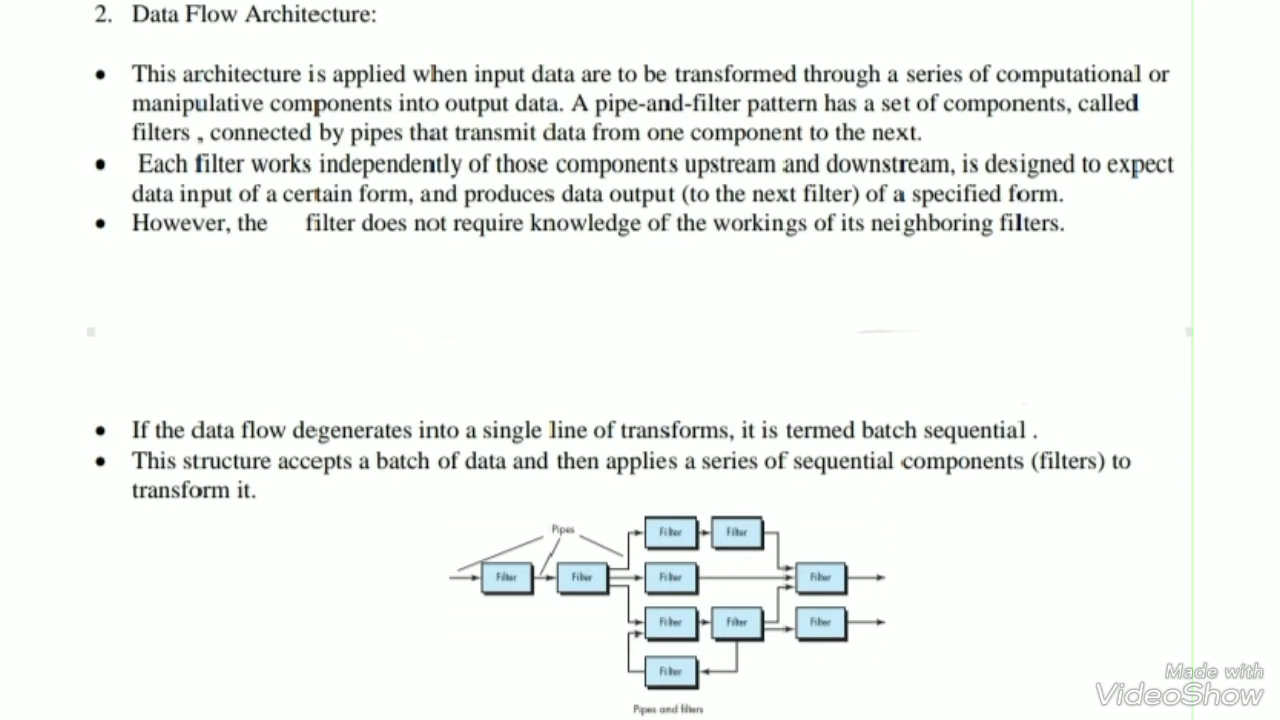 2. Data Flow Architecture:
• This architecture is applied when input data are to be transformed through a series of computational or
manipulative components into output data. A pipe-and-filter pattern has a set of components, called
filters , connected by pipes that transmit data from one component to the next.
• Each filter works independently of those components upstream and downstream, is designed to expect
data input of a certain form, and produces data output (to the next filter) of a specified form.
• However, the filter does not require knowledge of the workings of its neighboring filters.
• If the data flow degenerates into a single line of transforms, it is termed batch sequential .
• This structure accepts a batch of data and then applies a series of sequential components (filters) to
transform it.
Pipes
Filter Filter
Filter Filter Filter Filter
Filter Filter Filter
Filter
Pipes and filters
Made with
VideoShow